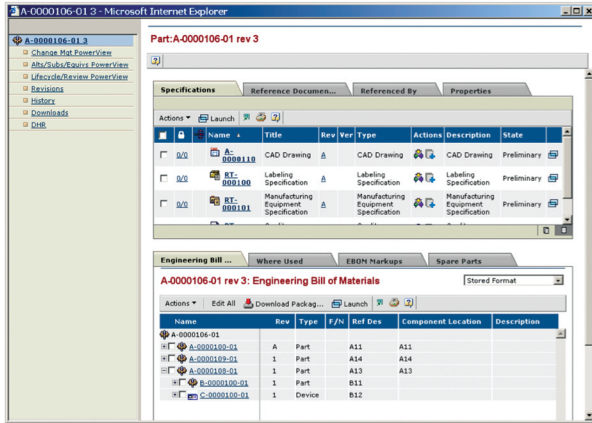 A-0000106-01 3 - Microsoft Internet Explorer
A-0000106-01 3
Change Mgt PowerView
Alts/Subs/Equivs PowerView
Lifecycle/Review PowerView
Revisions
History
Downloads
DHR
Part:A-0000106-01 rev 3
Specifications Reference Documen... Referenced By Properties
Actions Launch
Name Title Rev Ver Type Actions Description State
0/0 A-0000110 CAD Drawing A CAD Drawing CAD Drawing Preliminary
0/0 RT-000100 Labeling Specification A Labeling Specification Labeling Specification Preliminary
0/0 RT-000101 Manufacturing Equipment Specification A Manufacturing Equipment Specification Manufacturing Equipment Specification Preliminary
Engineering Bill ... Where Used EBOM Markups Spare Parts
A-0000106-01 rev 3: Engineering Bill of Materials Stored Format
Actions Edit All Download Packag... Launch
Name Rev Type F/N Ref Des Component Location Description
A-0000106-01
A-0000100-01 A Part A11 A11
A-0000109-01 1 Part A14 A14
A-0000108-01 1 Part A13 A13
B-0000100-01 1 Part B11
C-0000100-01 1 Device B12